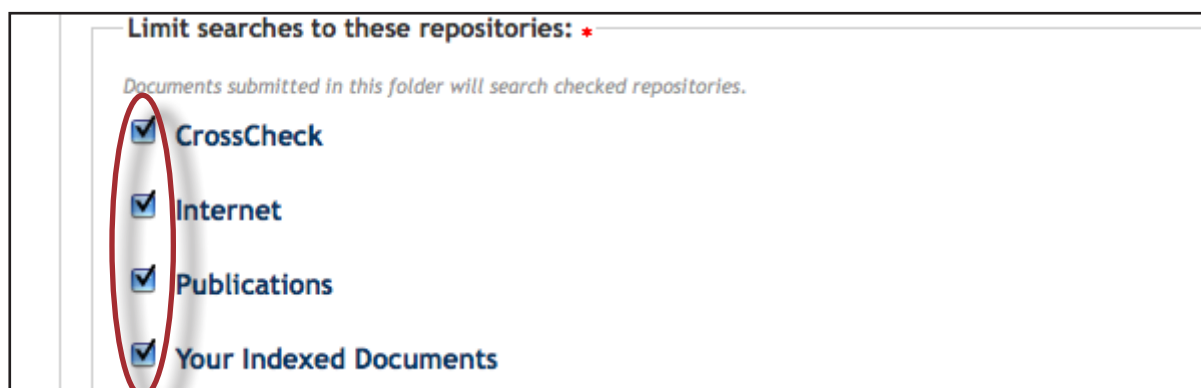 Limit searches to these repositories: *
Documents submitted in this folder will search checked repositories.
CrossCheck
Internet
Publications
Your Indexed Documents